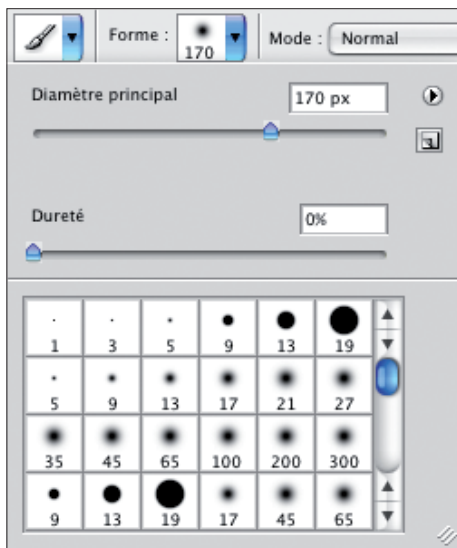 Forme : 170 Mode : Normal
Diamètre principal 170 px
Dureté 0%
1 3 5 9 13 19
5 9 13 17 21 27
35 45 65 100 200 300
9 13 19 17 45 65